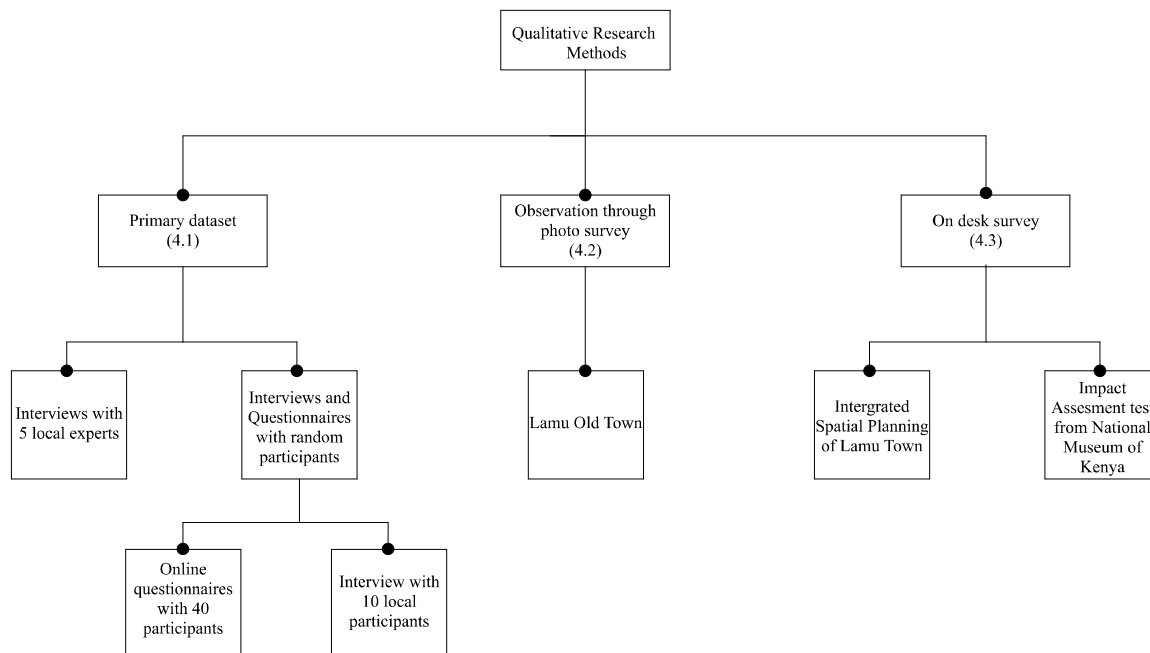 Qualitative Research
Methods
Primary dataset
(4.1)
Observation through
photo survey
(4.2)
On desk survey
(4.3)
Interviews with
5 local experts
Interviews and
Questionnaires
with random
participants
Lamu Old Town
Intergrated
Spatial Planning
of Lamu Town
Impact
Assesment test
from National
Museum of
Kenya
Online
questionnaires
with 40
participants
Interview with
10 local
participants